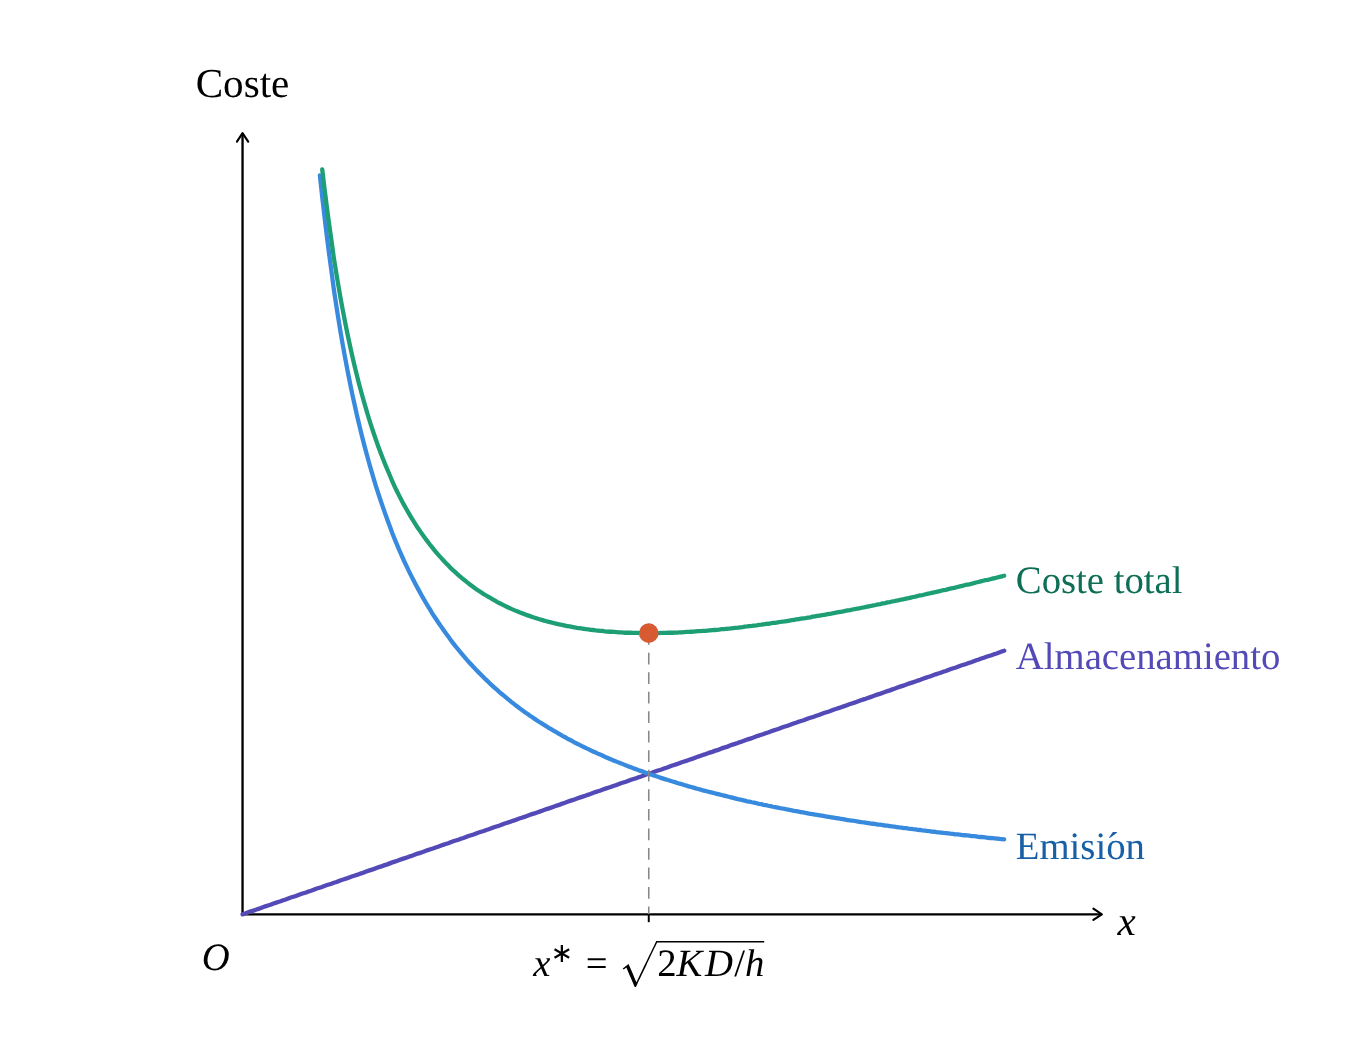 Coste
Coste total
Almacenamiento
Emisión
x
O
x* = √2KD/h